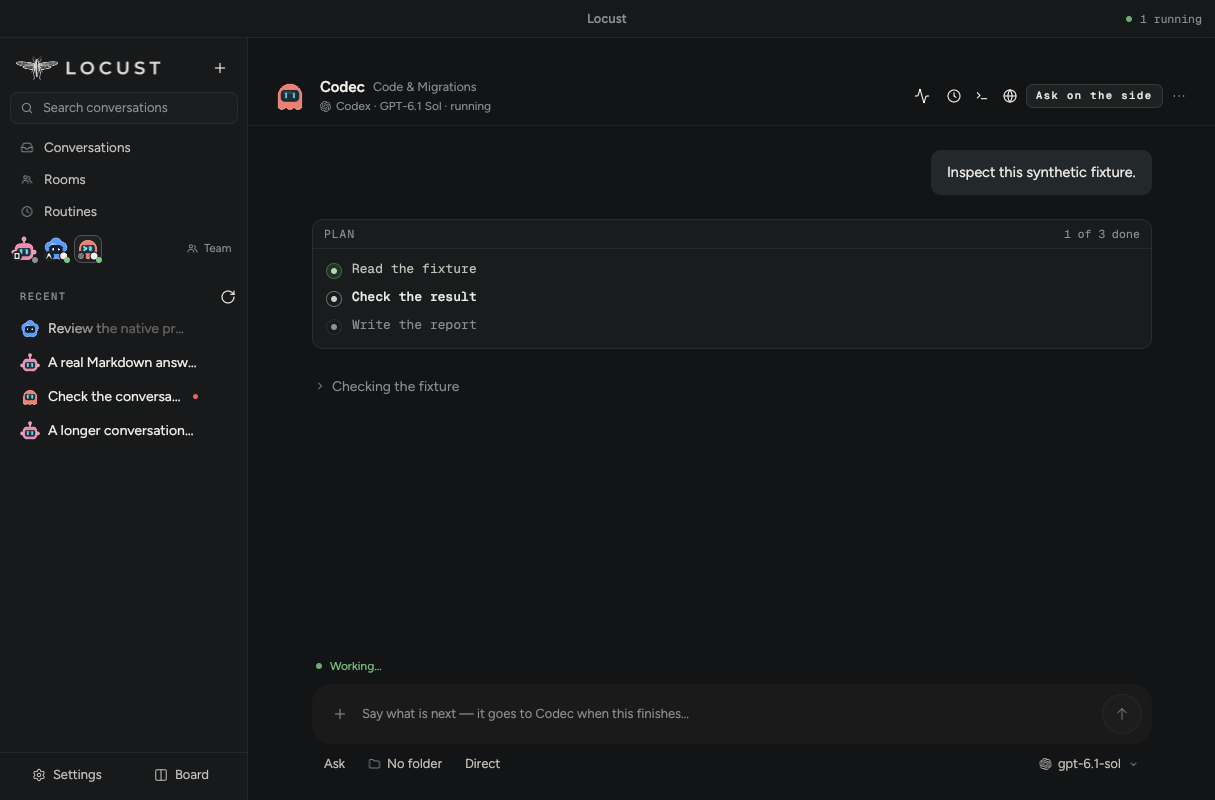 Locust
1 running
LOCUST
Search conversations
Conversations
Rooms
Routines
Team
RECENT
Review the native pr...
A real Markdown answ...
Check the conversa...
A longer conversation...
Settings
Board
Codec Code & Migrations
Codex · GPT-6.1 Sol · running
Ask on the side
Inspect this synthetic fixture.
PLAN
1 of 3 done
Read the fixture
Check the result
Write the report
Checking the fixture
Working...
Say what is next — it goes to Codec when this finishes...
Ask
No folder
Direct
gpt-6.1-sol